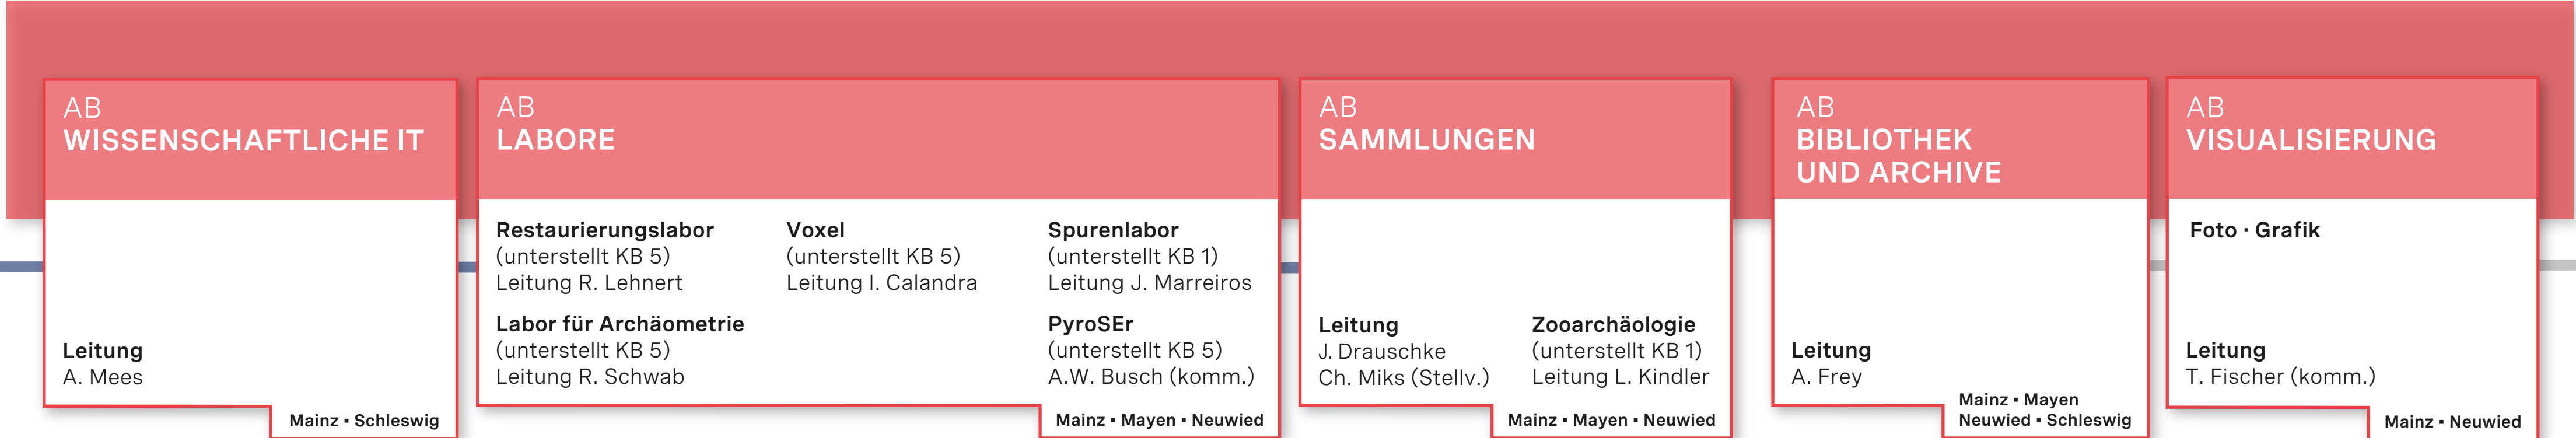 AB
WISSENSCHAFTLICHE IT
Leitung
A. Mees
Mainz ▪ Schleswig
AB
LABORE
Restaurierungslabor
(unterstellt KB 5)
Leitung R. Lehnert
Labor für Archäometrie
(unterstellt KB 5)
Leitung R. Schwab
Voxel
(unterstellt KB 5)
Leitung I. Calandra
Spurenlabor
(unterstellt KB 1)
Leitung J. Marreiros
PyroSEr
(unterstellt KB 5)
A.W. Busch (komm.)
Mainz ▪ Mayen ▪ Neuwied
AB
SAMMLUNGEN
Leitung
J. Drauschke
Ch. Miks (Stellv.)
Zooarchäologie
(unterstellt KB 1)
Leitung L. Kindler
Mainz ▪ Mayen ▪ Neuwied
AB
BIBLIOTHEK
UND ARCHIVE
Leitung
A. Frey
Mainz ▪ Mayen
Neuwied ▪ Schleswig
AB
VISUALISIERUNG
Foto · Grafik
Leitung
T. Fischer (komm.)
Mainz ▪ Neuwied